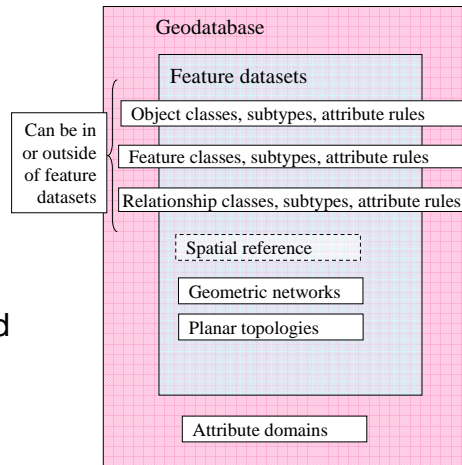 Geodatabase
Feature datasets
Object classes, subtypes, attribute rules
Can be in
or outside
of feature
datasets
Feature classes, subtypes, attribute rules
Relationship classes, subtypes, attribute rules
Spatial reference
Geometric networks
Planar topologies
d
Attribute domains